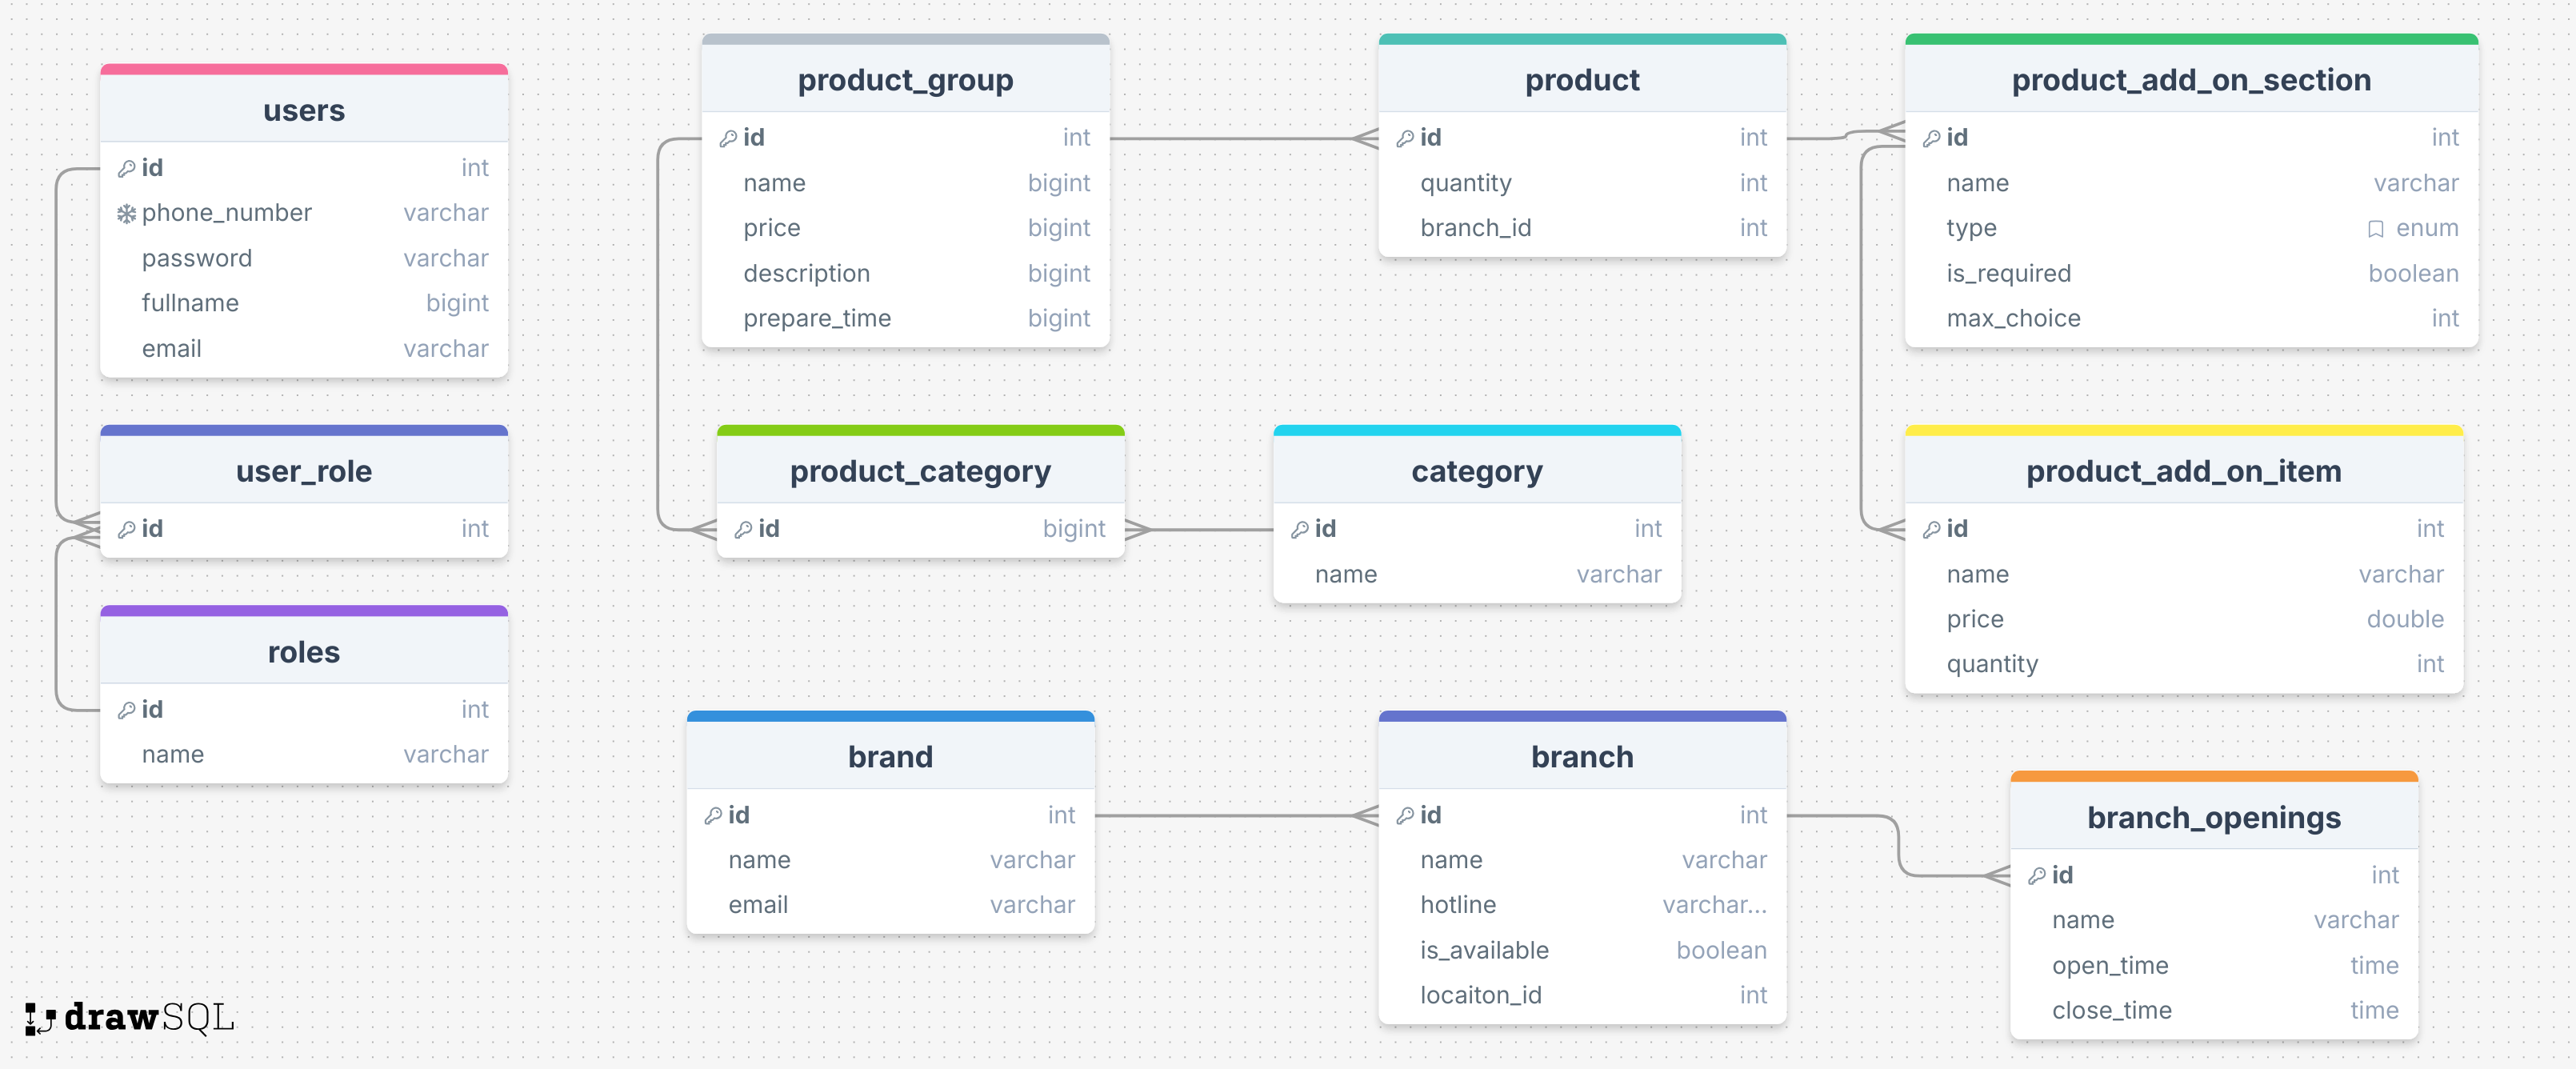 users
id int
phone_number varchar
password varchar
fullname bigint
email varchar
user_role
id int
roles
id int
name varchar
product_group
id int
name bigint
price bigint
description bigint
prepare_time bigint
product
id int
quantity int
branch_id int
product_add_on_section
id int
name varchar
type enum
is_required boolean
max_choice int
product_category
id bigint
category
id int
name varchar
product_add_on_item
id int
name varchar
price double
quantity int
brand
id int
name varchar
email varchar
branch
id int
name varchar
hotline varchar...
is_available boolean
locaiton_id int
branch_openings
id int
name varchar
open_time time
close_time time
drawSQL